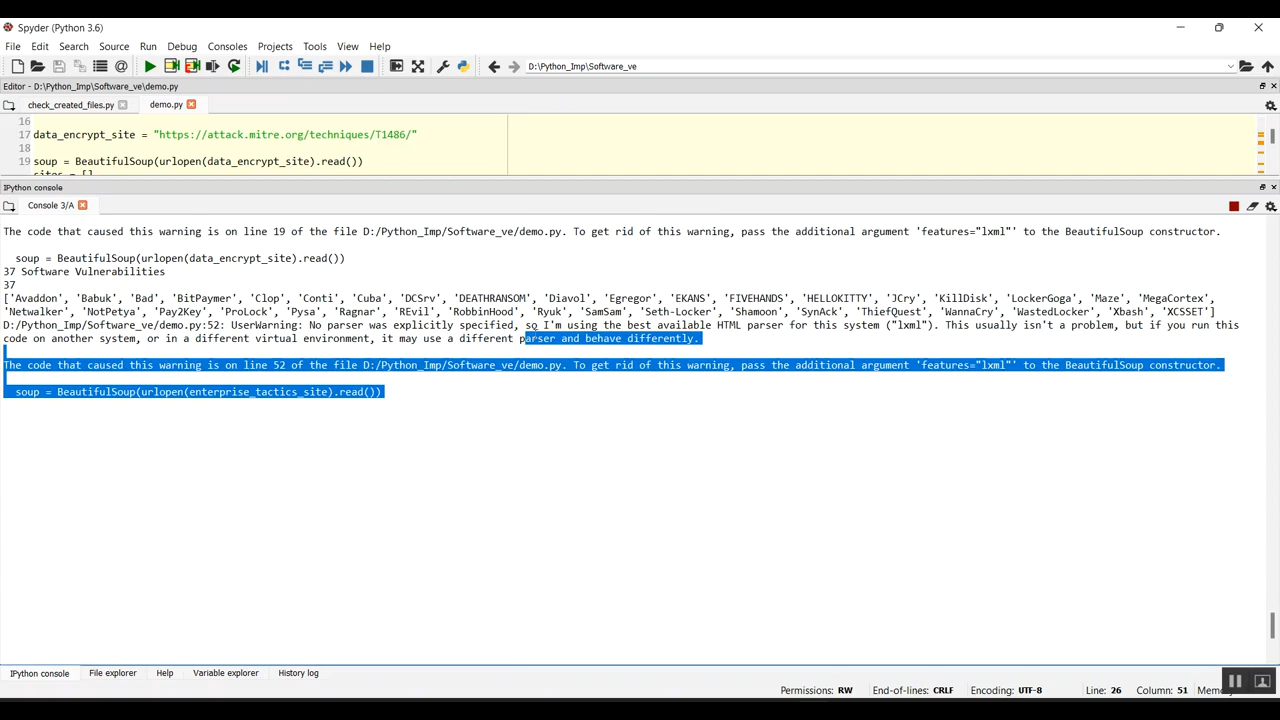 Spyder (Python 3.6)
File Edit Search Source Run Debug Consoles Projects Tools View Help
D:\Python_Imp\Software_ve
Editor - D:\Python_Imp\Software_ve\demo.py
check_created_files.py demo.py
16
17 data_encrypt_site = "https://attack.mitre.org/techniques/T1486/"
18
19 soup = BeautifulSoup(urlopen(data_encrypt_site).read())
sites = []
IPython console
Console 3/A
The code that caused this warning is on line 19 of the file D:/Python_Imp/Software_ve/demo.py. To get rid of this warning, pass the additional argument 'features="lxml"' to the BeautifulSoup constructor.
soup = BeautifulSoup(urlopen(data_encrypt_site).read())
37 Software Vulnerabilities
37
['Avaddon', 'Babuk', 'Bad', 'BitPaymer', 'Clop', 'Conti', 'Cuba', 'DCSrv', 'DEATHRANSOM', 'Diavol', 'Egregor', 'EKANS', 'FIVEHANDS', 'HELLOKITTY', 'JCry', 'KillDisk', 'LockerGoga', 'Maze', 'MegaCortex',
'Netwalker', 'NotPetya', 'Pay2Key', 'ProLock', 'Pysa', 'Ragnar', 'REvil', 'RobbinHood', 'Ryuk', 'SamSam', 'Seth-Locker', 'Shamoon', 'SynAck', 'ThiefQuest', 'WannaCry', 'WastedLocker', 'Xbash', 'XCSSET']
D:/Python_Imp/Software_ve/demo.py:52: UserWarning: No parser was explicitly specified, so I'm using the best available HTML parser for this system ("lxml"). This usually isn't a problem, but if you run this
code on another system, or in a different virtual environment, it may use a different parser and behave differently.
The code that caused this warning is on line 52 of the file D:/Python_Imp/Software_ve/demo.py. To get rid of this warning, pass the additional argument 'features="lxml"' to the BeautifulSoup constructor.
soup = BeautifulSoup(urlopen(enterprise_tactics_site).read())
IPython console File explorer Help Variable explorer History log
Permissions: RW End-of-lines: CRLF Encoding: UTF-8 Line: 26 Column: 51